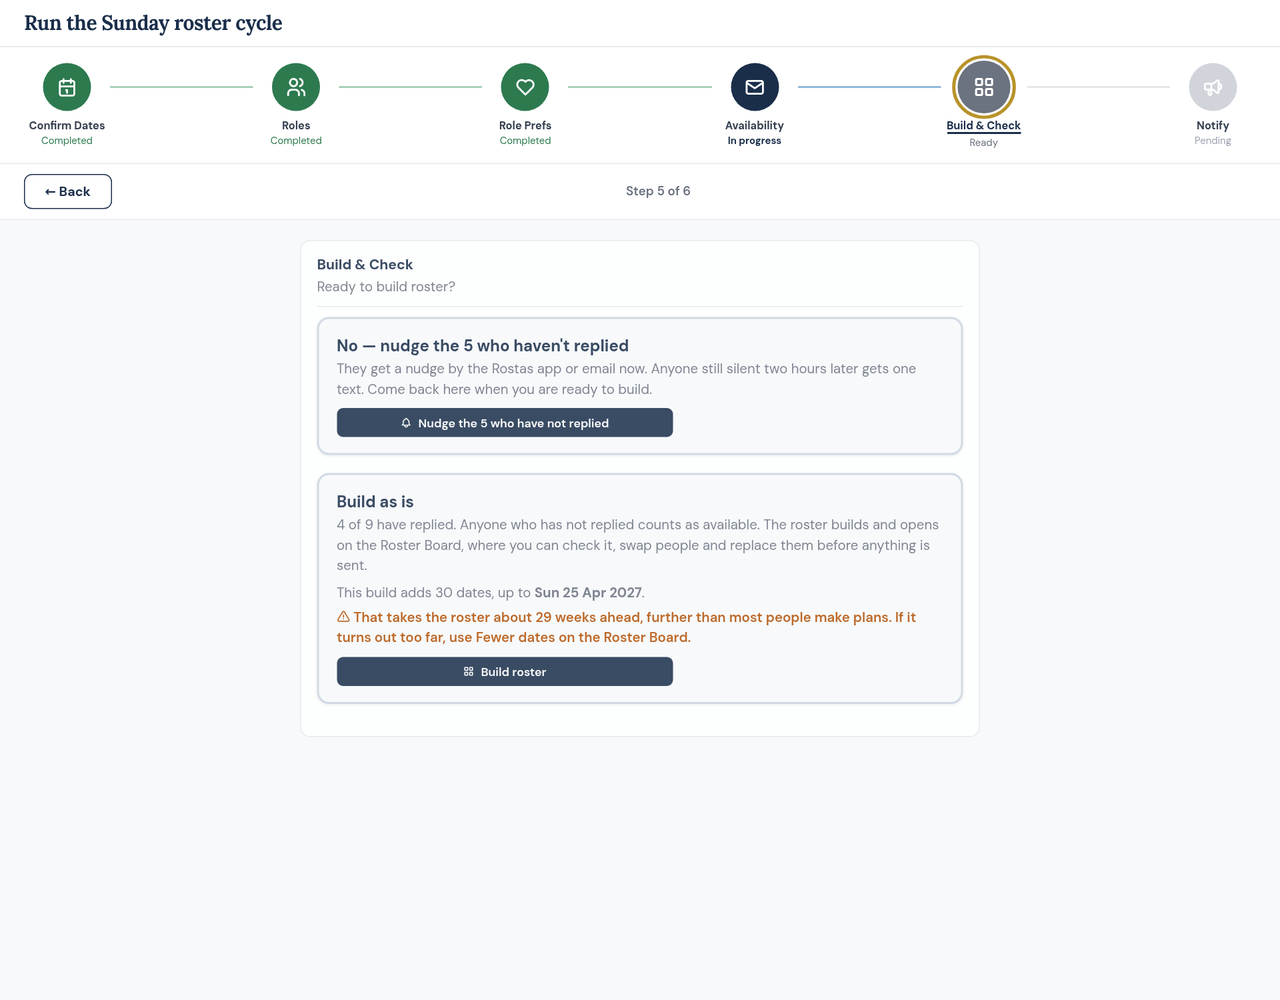 Run the Sunday roster cycle
Confirm Dates
Completed
Roles
Completed
Role Prefs
Completed
Availability
In progress
Build & Check
Ready
Notify
Pending
← Back
Step 5 of 6
Build & Check
Ready to build roster?
No — nudge the 5 who haven't replied
They get a nudge by the Rostas app or email now. Anyone still silent two hours later gets one
text. Come back here when you are ready to build.
Nudge the 5 who have not replied
Build as is
4 of 9 have replied. Anyone who has not replied counts as available. The roster builds and opens
on the Roster Board, where you can check it, swap people and replace them before anything is
sent.
This build adds 30 dates, up to Sun 25 Apr 2027.
That takes the roster about 29 weeks ahead, further than most people make plans. If it
turns out too far, use Fewer dates on the Roster Board.
Build roster